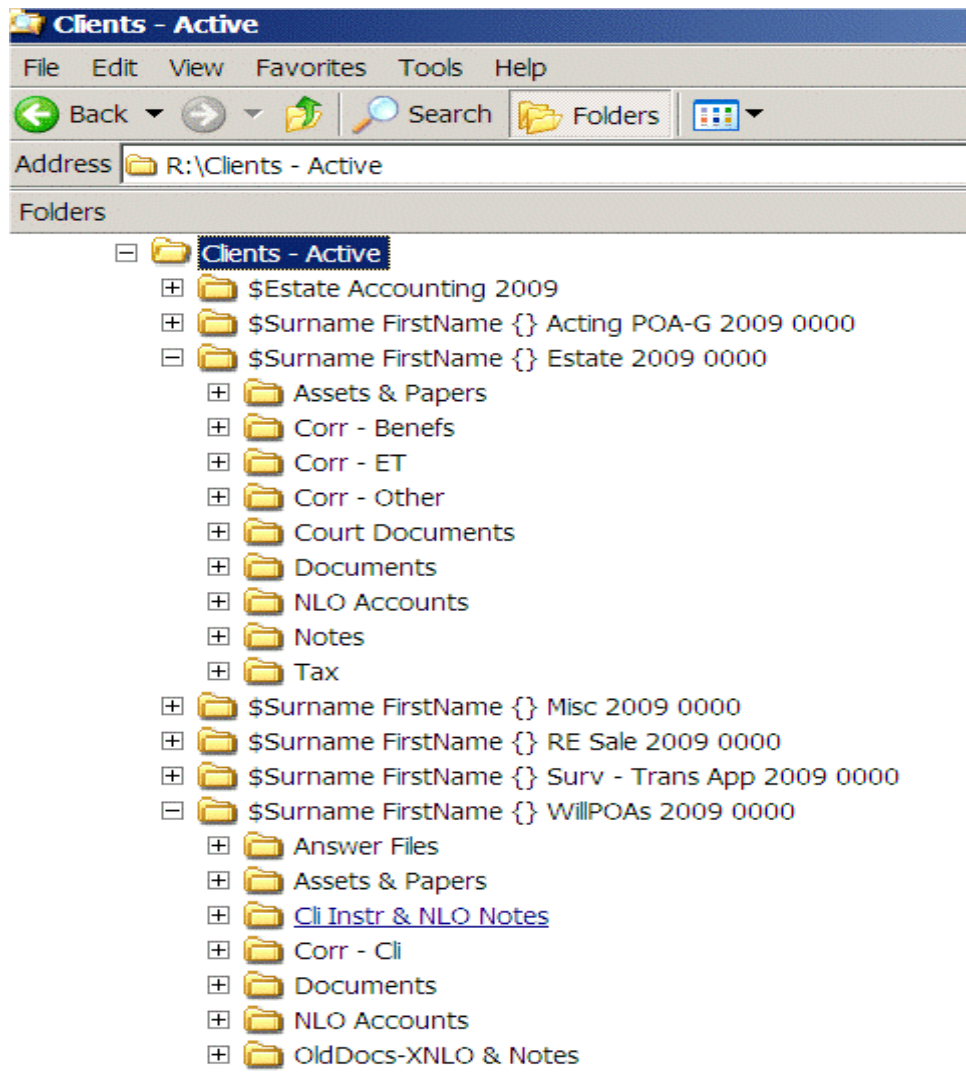 Clients - Active
File Edit View Favorites Tools Help
Back Search Folders
Address R:\Clients - Active
Folders
Clients - Active
$Estate Accounting 2009
$Surname FirstName {} Acting POA-G 2009 0000
$Surname FirstName {} Estate 2009 0000
Assets & Papers
Corr - Benefs
Corr - ET
Corr - Other
Court Documents
Documents
NLO Accounts
Notes
Tax
$Surname FirstName {} Misc 2009 0000
$Surname FirstName {} RE Sale 2009 0000
$Surname FirstName {} Surv - Trans App 2009 0000
$Surname FirstName {} WillPOAs 2009 0000
Answer Files
Assets & Papers
Cli Instr & NLO Notes
Corr - Cli
Documents
NLO Accounts
OldDocs-XNLO & Notes